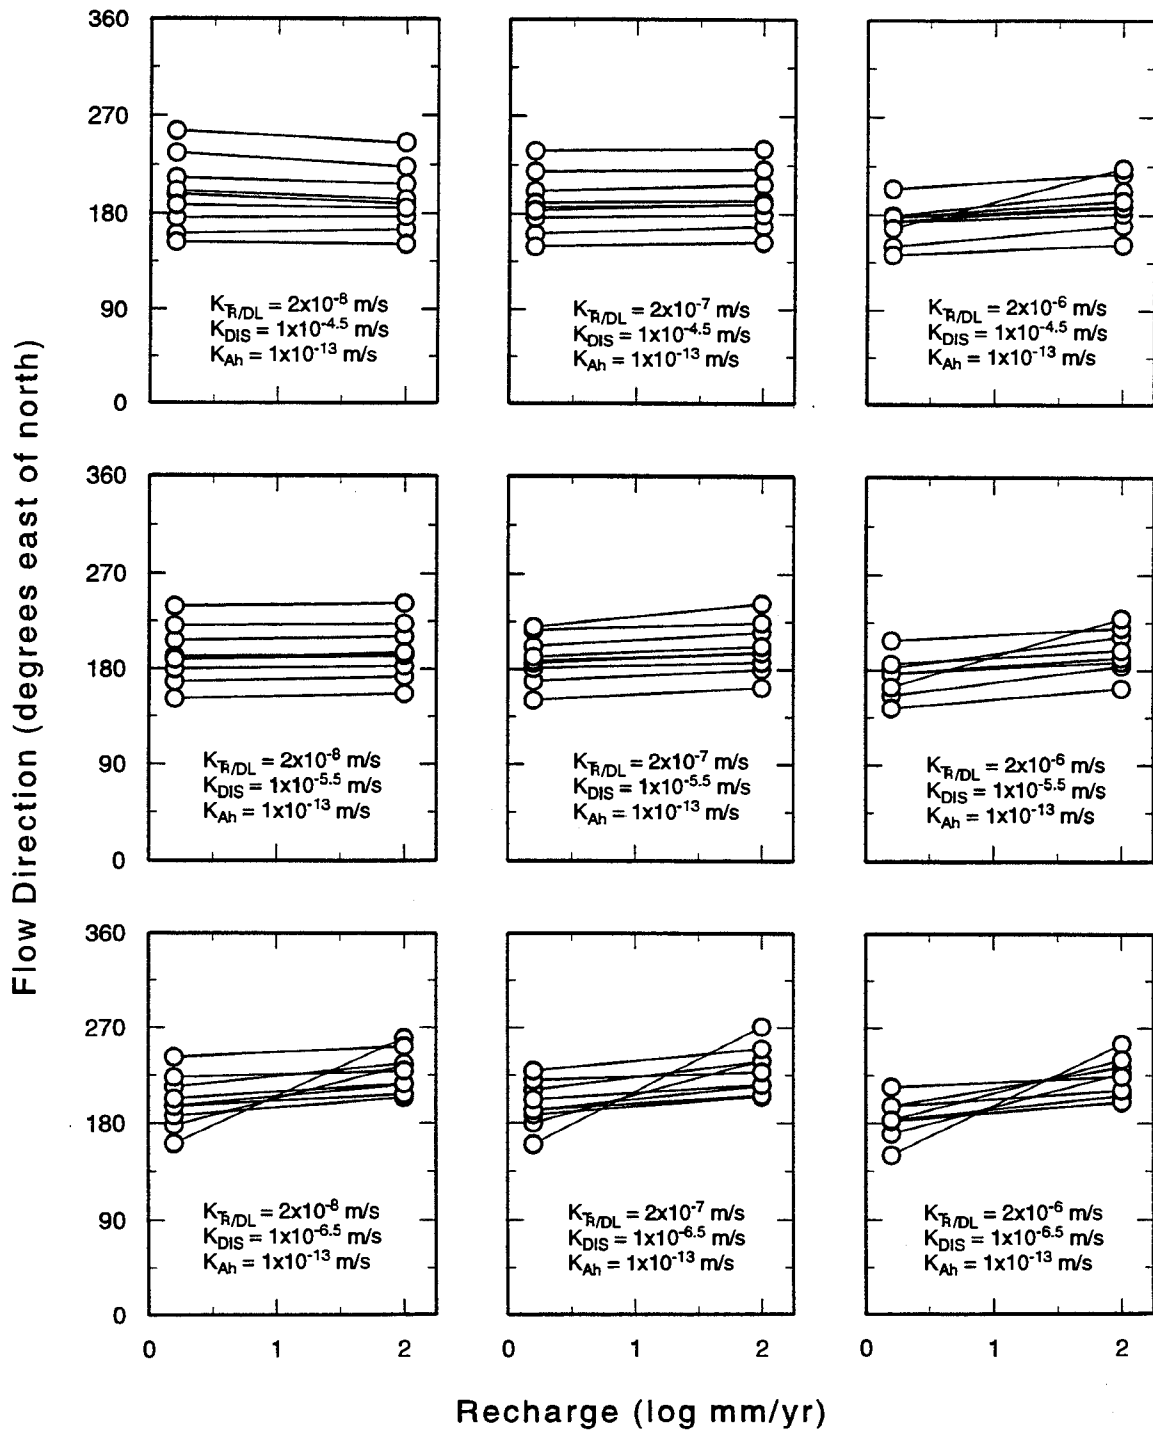 Flow Direction (degrees east of north)
360
270
180
90
0
K_TR/DL = 2x10^-8 m/s
K_DIS = 1x10^-4.5 m/s
K_Ah = 1x10^-13 m/s
K_TR/DL = 2x10^-7 m/s
K_DIS = 1x10^-4.5 m/s
K_Ah = 1x10^-13 m/s
K_TR/DL = 2x10^-6 m/s
K_DIS = 1x10^-4.5 m/s
K_Ah = 1x10^-13 m/s
360
270
180
90
0
K_TR/DL = 2x10^-8 m/s
K_DIS = 1x10^-5.5 m/s
K_Ah = 1x10^-13 m/s
K_TR/DL = 2x10^-7 m/s
K_DIS = 1x10^-5.5 m/s
K_Ah = 1x10^-13 m/s
K_TR/DL = 2x10^-6 m/s
K_DIS = 1x10^-5.5 m/s
K_Ah = 1x10^-13 m/s
360
270
180
90
0
K_TR/DL = 2x10^-8 m/s
K_DIS = 1x10^-6.5 m/s
K_Ah = 1x10^-13 m/s
K_TR/DL = 2x10^-7 m/s
K_DIS = 1x10^-6.5 m/s
K_Ah = 1x10^-13 m/s
K_TR/DL = 2x10^-6 m/s
K_DIS = 1x10^-6.5 m/s
K_Ah = 1x10^-13 m/s
0 1 2 0 1 2 0 1 2
Recharge (log mm/yr)